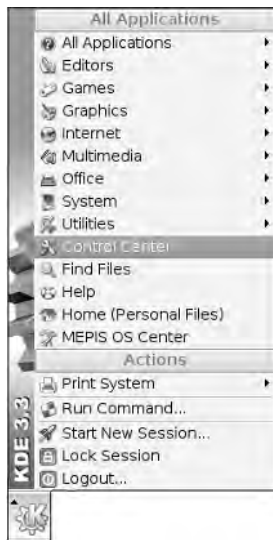 All Applications
All Applications
Editors
Games
Graphics
Internet
Multimedia
Office
System
Utilities
Control Center
Find Files
Help
Home (Personal Files)
MEPIS OS Center
Actions
Print System
Run Command...
Start New Session...
Lock Session
Logout...
KDE 3.3